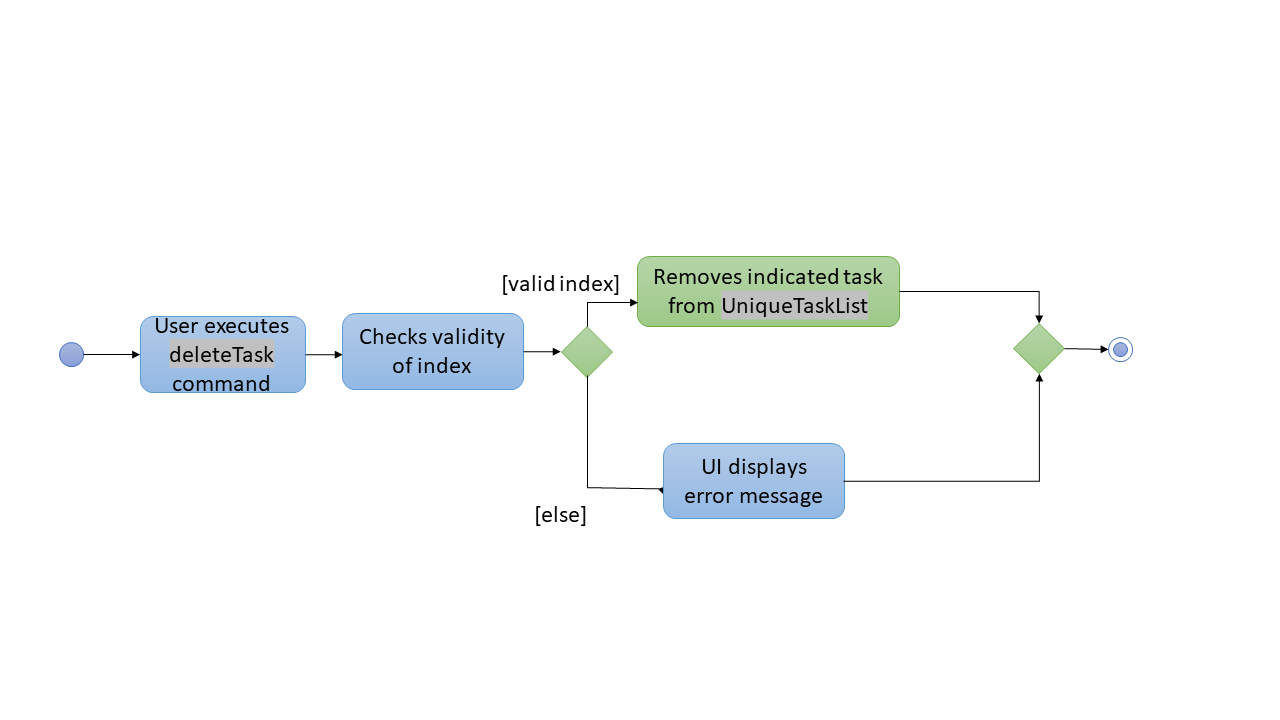 User executes
deleteTask
command
Checks validity
of index
[valid index]
Removes indicated task
from UniqueTaskList
[else]
UI displays
error message